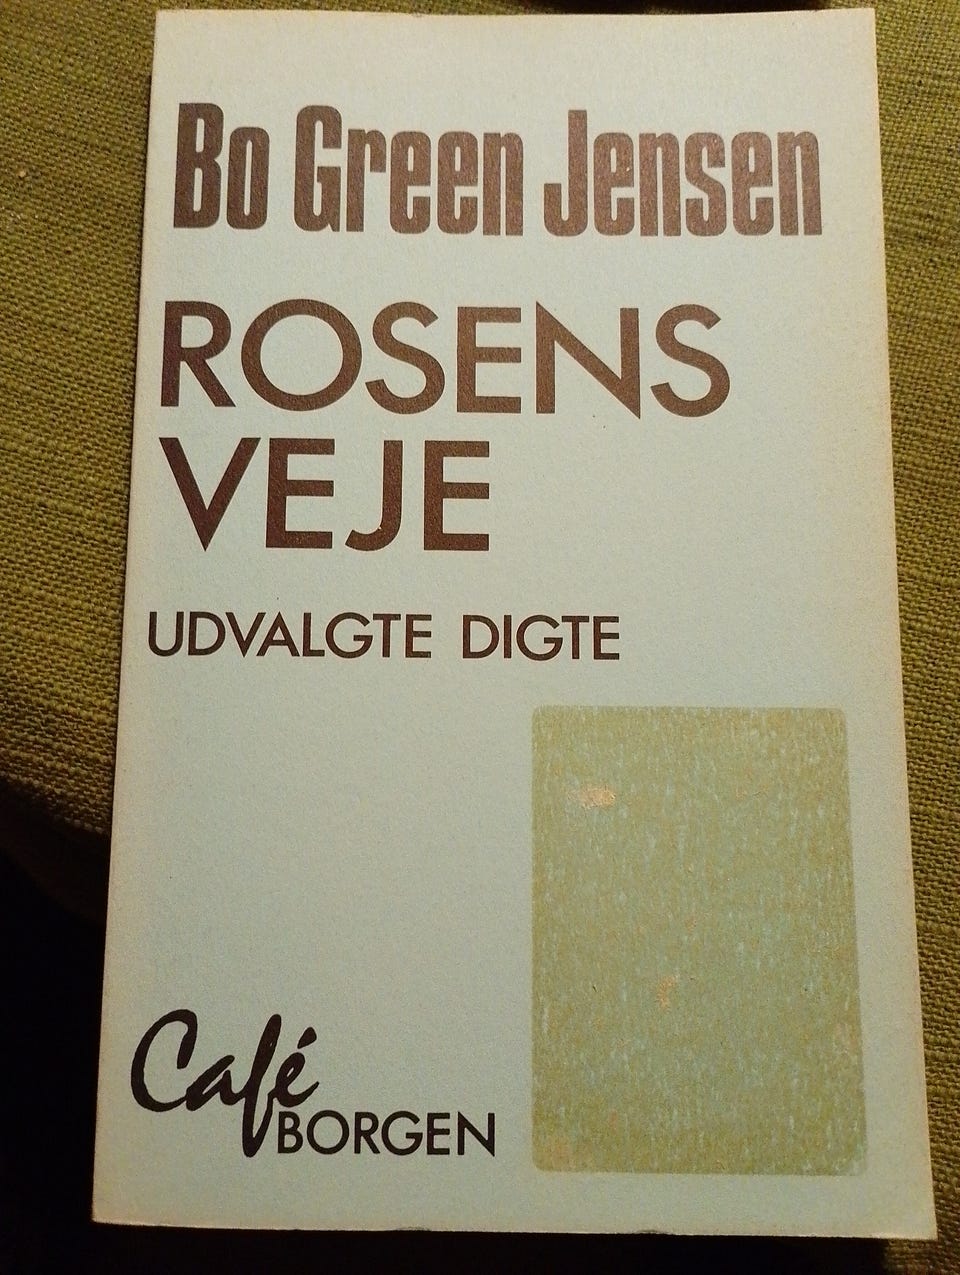 Bo Green Jensen
ROSENS
VEJE
UDVALGTE DIGTE
Café
BORGEN